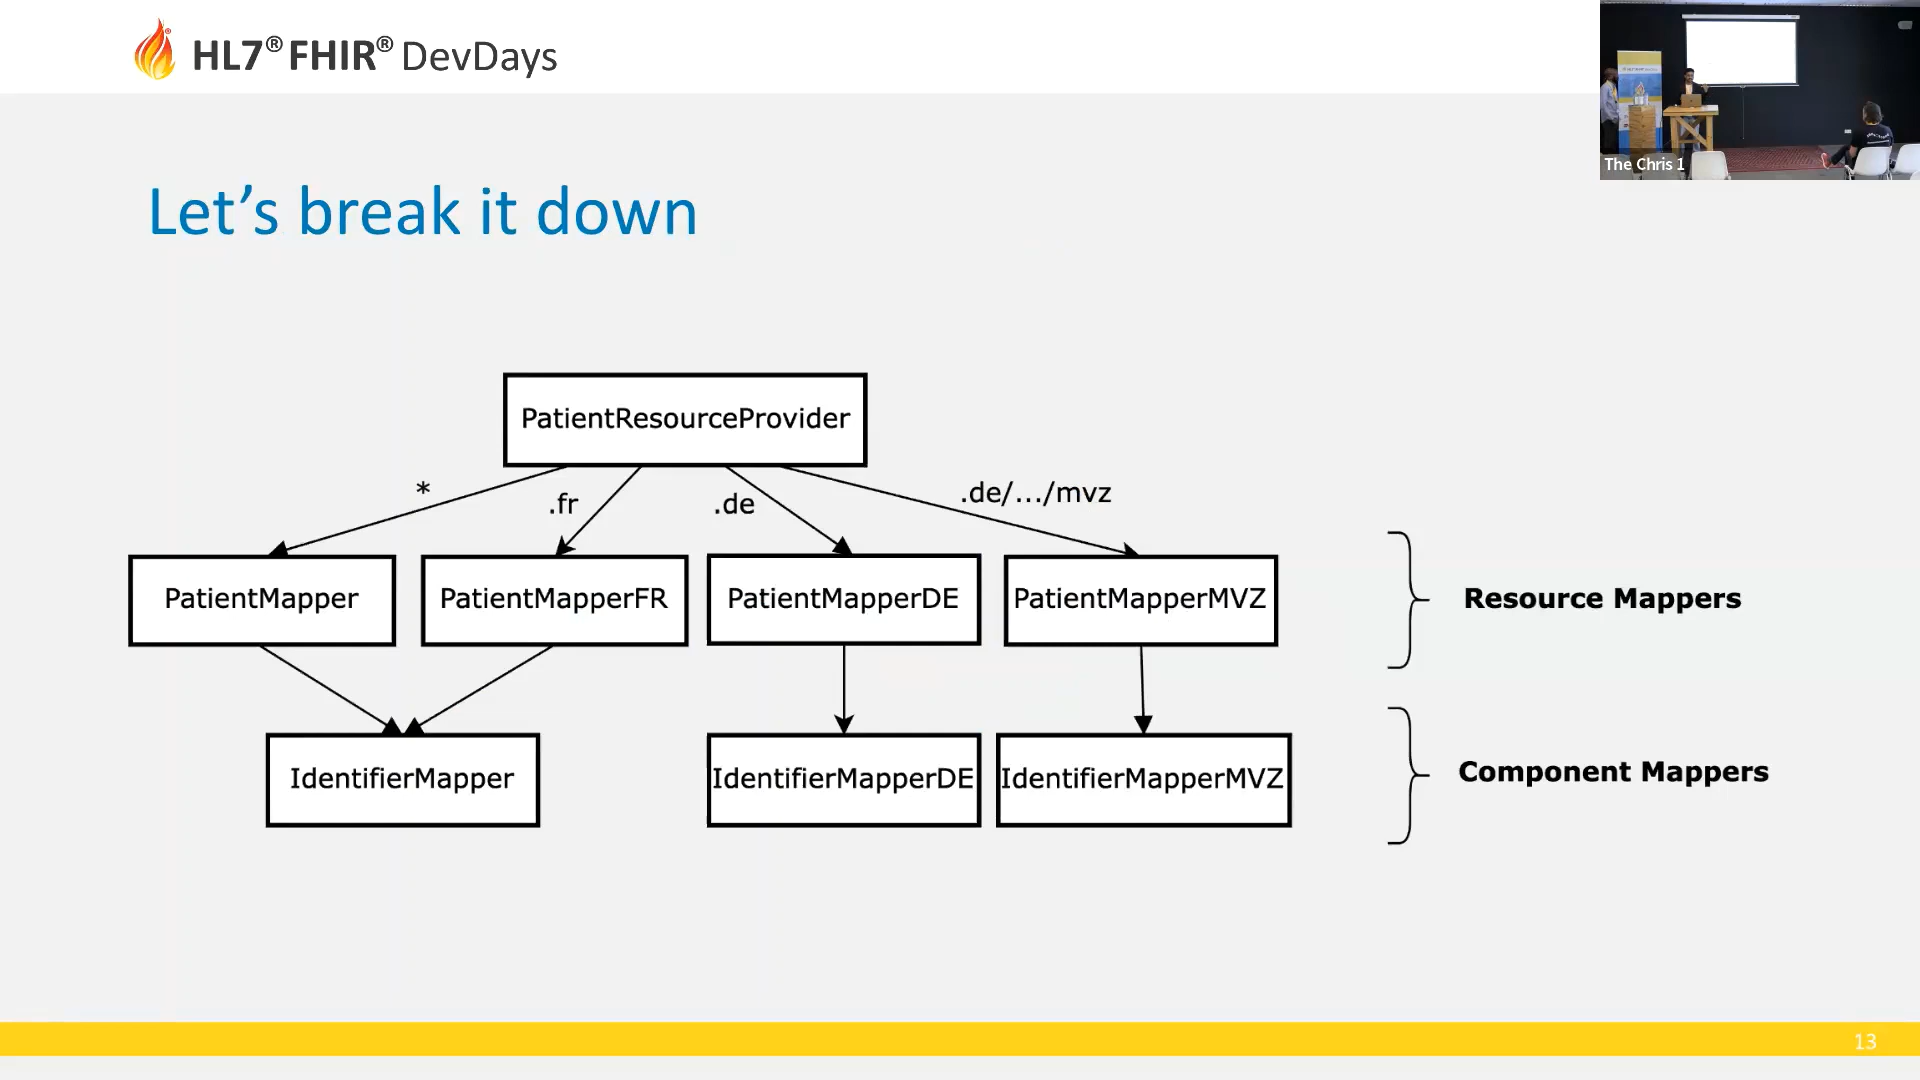 HL7® FHIR® DevDays
The Chris 1
Let's break it down
PatientResourceProvider
*
.fr
.de
.de/.../mvz
PatientMapper
PatientMapperFR
PatientMapperDE
PatientMapperMVZ
Resource Mappers
IdentifierMapper
IdentifierMapperDE
IdentifierMapperMVZ
Component Mappers
13